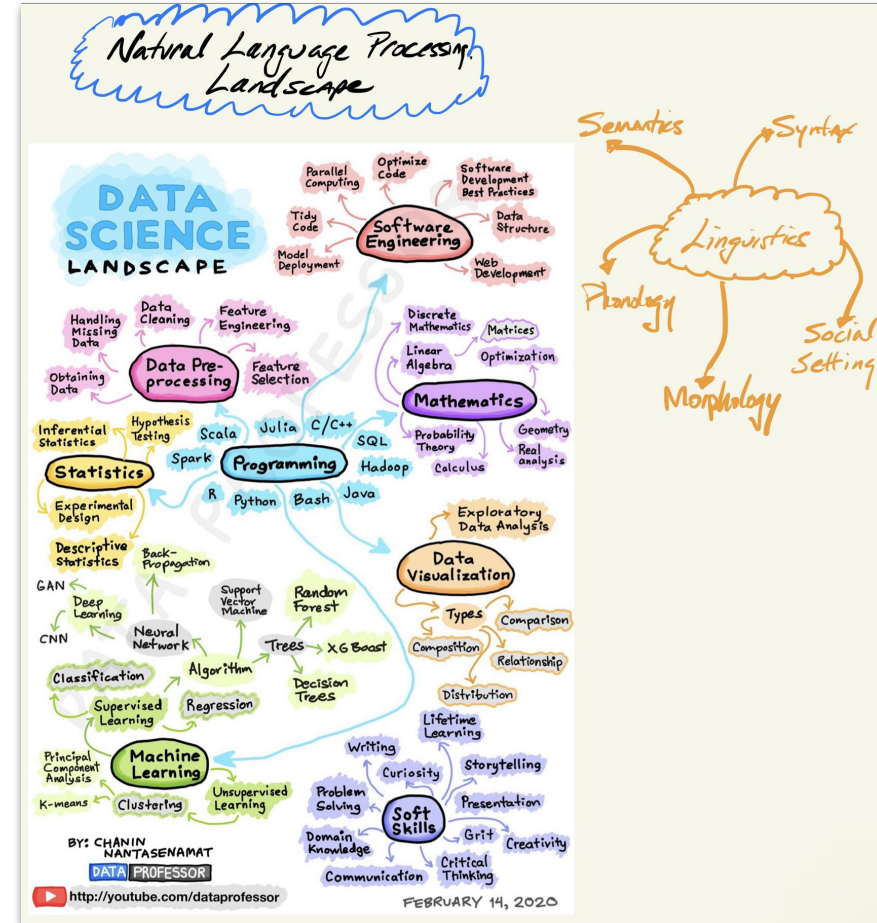 Natural Language Processing
Landscape
Semantics
Syntax
Linguistics
Phonology
Social
Setting
Morphology
DATA
SCIENCE
LANDSCAPE
Parallel
Computing
Optimize
Code
Software
Development
Best Practices
Tidy
Code
Software
Engineering
Data
Structure
Model
Deployment
Web
Development
Handling
Missing
Data
Data
Cleaning
Feature
Engineering
Obtaining
Data
Data Pre-
processing
Feature
Selection
Discrete
Mathematics
Matrices
Linear
Algebra
Optimization
Mathematics
Probability
Theory
Calculus
Geometry
Real
analysis
Inferential
Statistics
Hypothesis
Testing
Statistics
Experimental
Design
Descriptive
Statistics
Scala
Julia
C/C++
SQL
Spark
Programming
Hadoop
R
Python
Bash
Java
Exploratory
Data Analysis
Data
Visualization
Types
Comparison
Composition
Relationship
Distribution
Back-
Propagation
GAN
Deep
Learning
CNN
Neural
Network
Support
Vector
Machine
Random
Forest
Trees
XG Boost
Algorithm
Decision
Trees
Classification
Supervised
Learning
Regression
Principal
Component
Analysis
Machine
Learning
K-means
Clustering
Unsupervised
Learning
Lifetime
Learning
Writing
Curiosity
Storytelling
Problem
Solving
Soft
Skills
Presentation
Domain
Knowledge
Grit
Creativity
Communication
Critical
Thinking
BY: CHANIN
NANTASENAMAT
DATA PROFESSOR
http://youtube.com/dataprofessor
FEBRUARY 14, 2020
DATA PROFESSOR